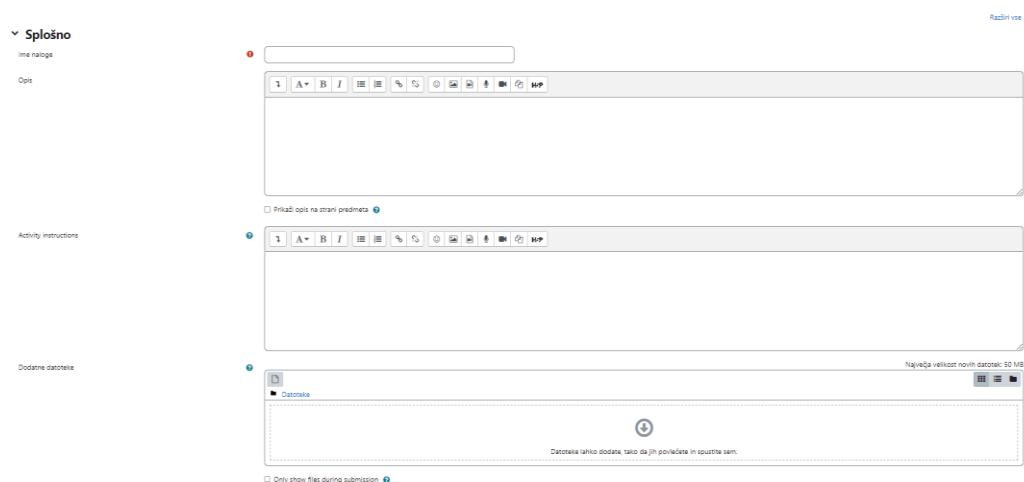 Razširi vse
Splošno
Ime naloge
Opis
A B I H-P
Prikaži opis na strani predmeta
Activity instructions
A B I H-P
Dodatne datoteke
Največja velikost novih datotek: 50 MB
Datoteke
Datoteke lahko dodate, tako da jih povlečete in spustite sem.
Only show files during submission